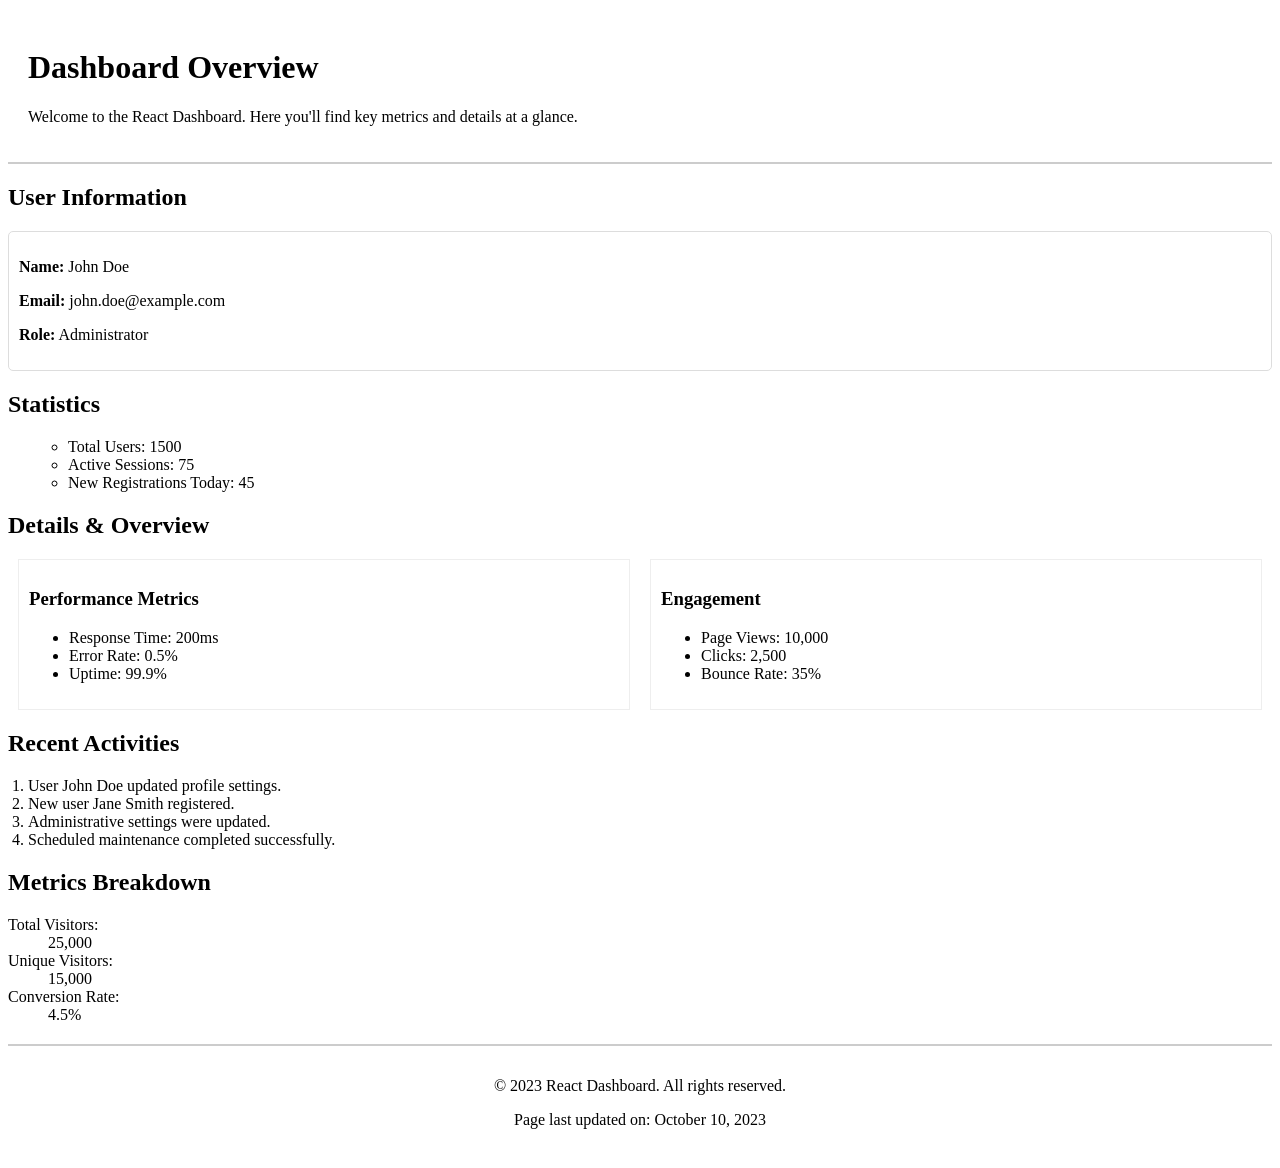 Dashboard Overview
Welcome to the React Dashboard. Here you'll find key metrics and details at a glance.
User Information
Name: John Doe
Email: john.doe@example.com
Role: Administrator
Statistics
Total Users: 1500
Active Sessions: 75
New Registrations Today: 45
Details & Overview
Performance Metrics
Response Time: 200ms
Error Rate: 0.5%
Uptime: 99.9%
Engagement
Page Views: 10,000
Clicks: 2,500
Bounce Rate: 35%
Recent Activities
1. User John Doe updated profile settings.
2. New user Jane Smith registered.
3. Administrative settings were updated.
4. Scheduled maintenance completed successfully.
Metrics Breakdown
Total Visitors:
25,000
Unique Visitors:
15,000
Conversion Rate:
4.5%
© 2023 React Dashboard. All rights reserved.
Page last updated on: October 10, 2023